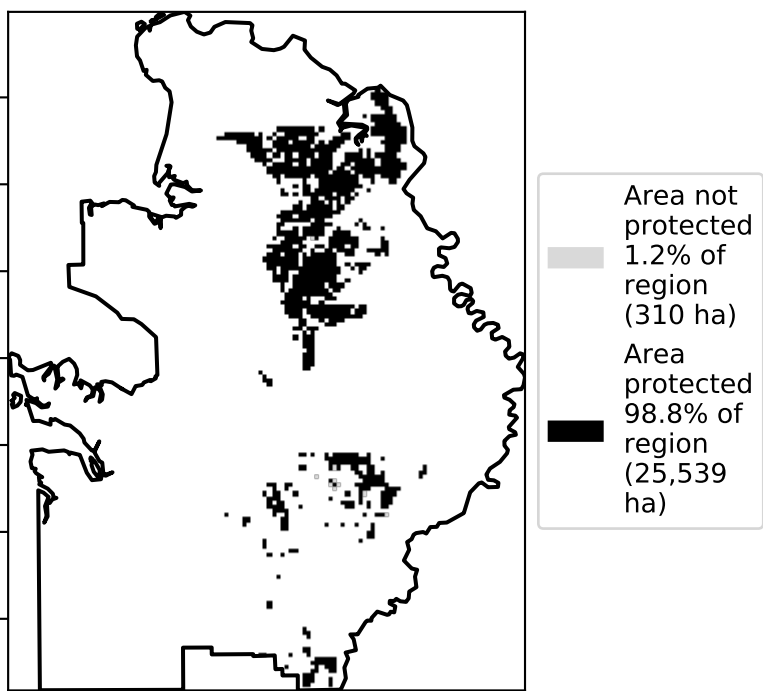 Area not
protected
1.2% of
region
(310 ha)
Area
protected
98.8% of
region
(25,539
ha)